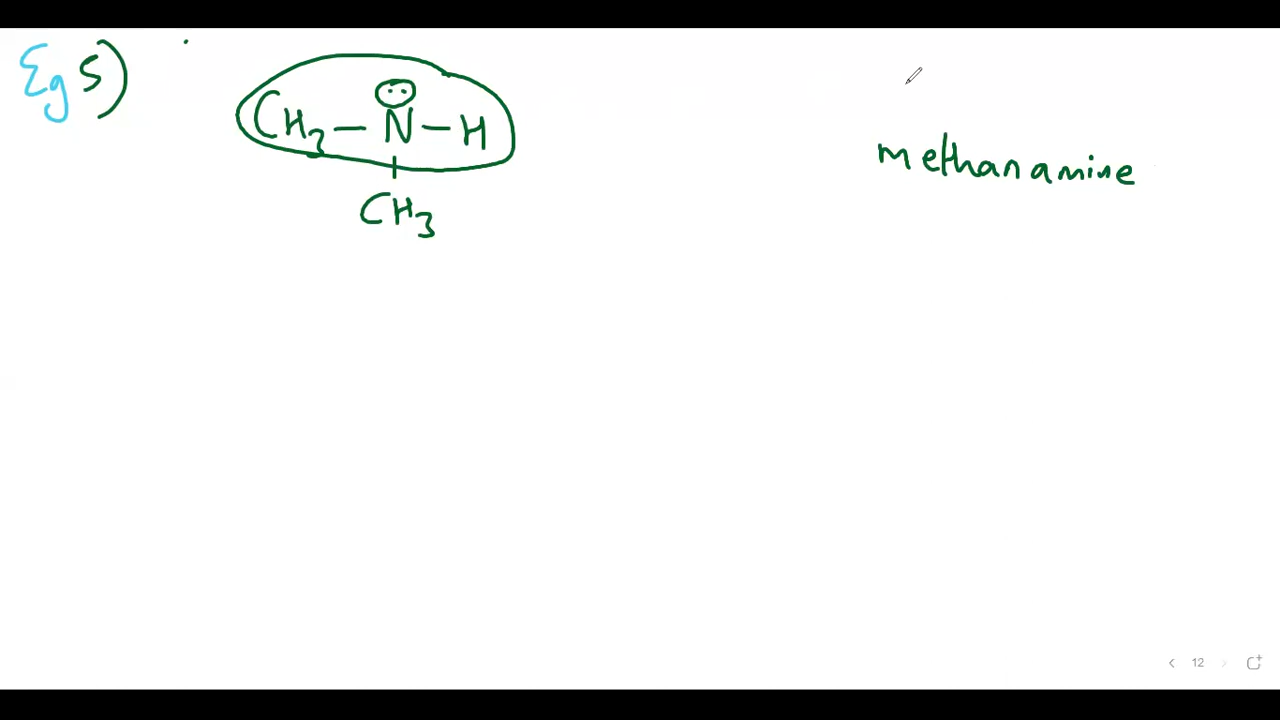 Eg 5)
CH3 — N̈ — H
CH3
methanamine
12